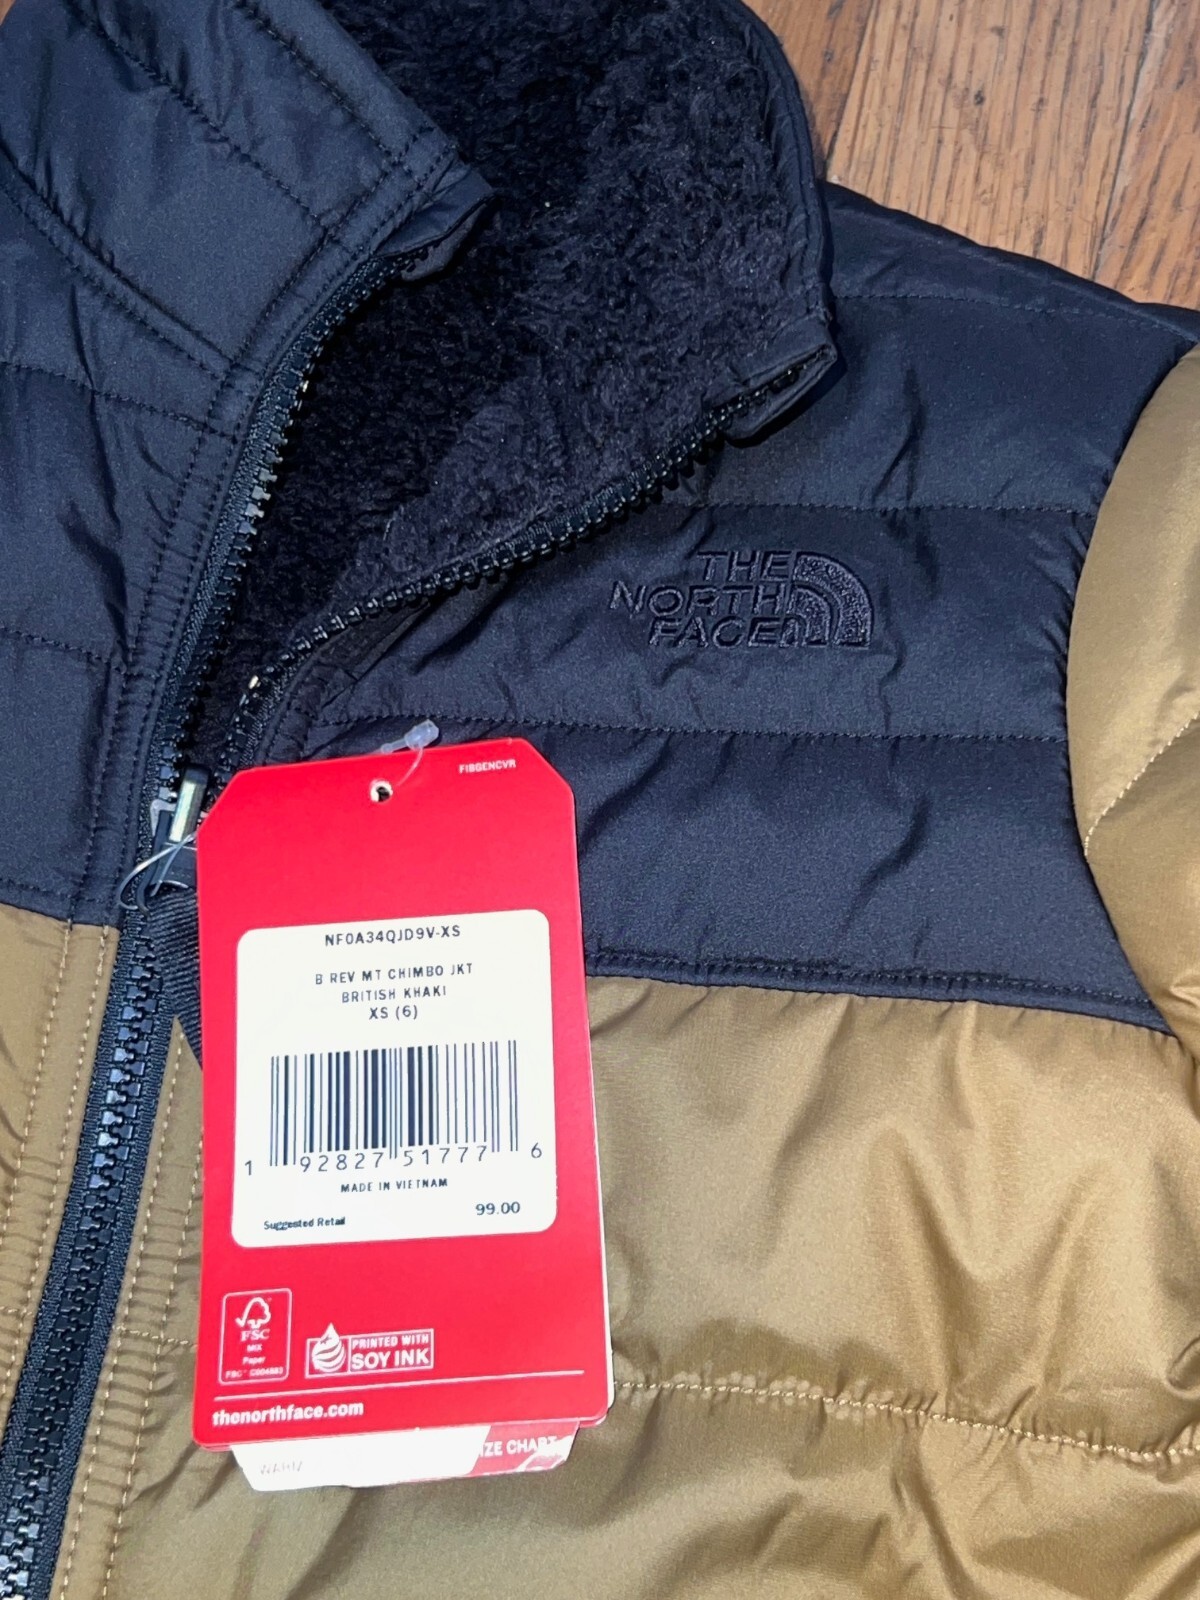 THE
NORTH
FACE
FIBGENCVR
NF0A34QJD9V-XS
B REV MT CHIMBO JKT
BRITISH KHAKI
XS (6)
1 92827 51777 6
MADE IN VIETNAM
99.00
Suggested Retail
FSC
MIX
Paper
PRINTED WITH
SOY INK
thenorthface.com
IZE CHART